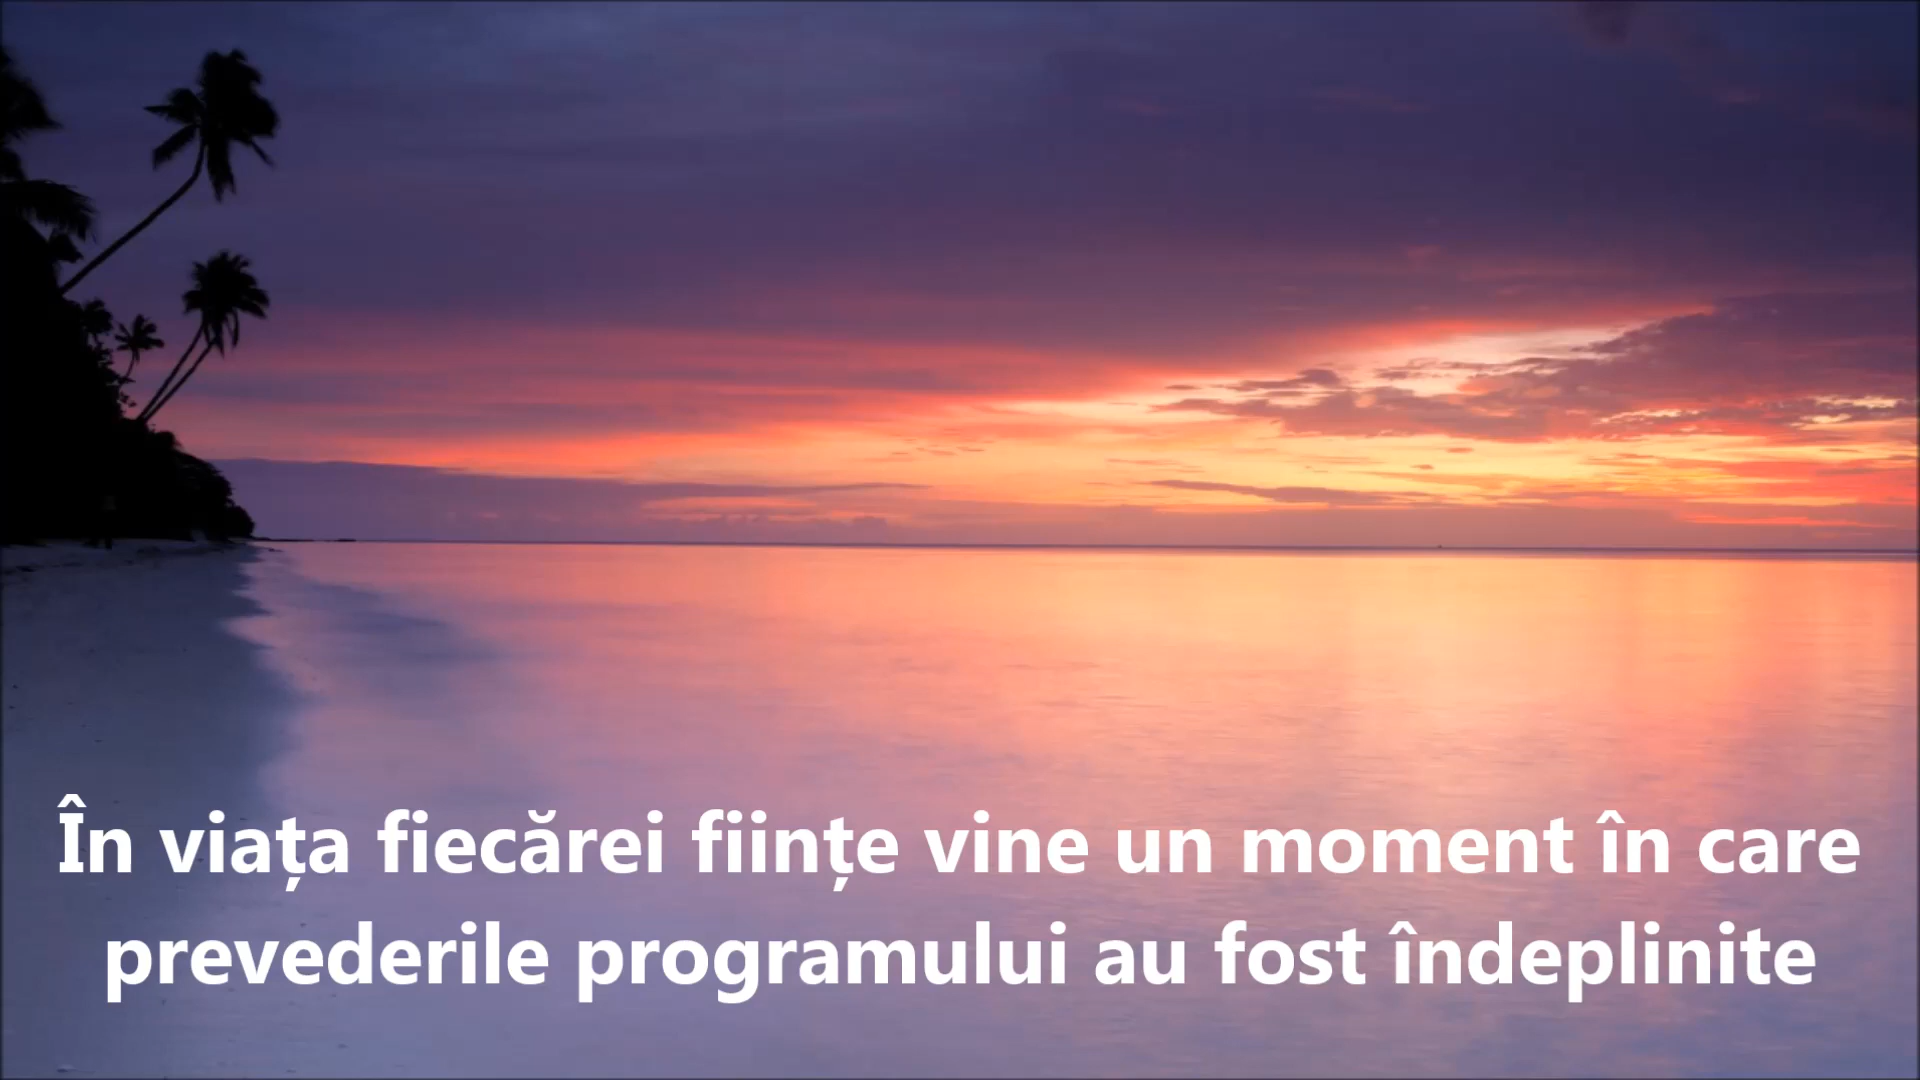 În viața fiecărei ființe vine un moment în care
prevederile programului au fost îndeplinite